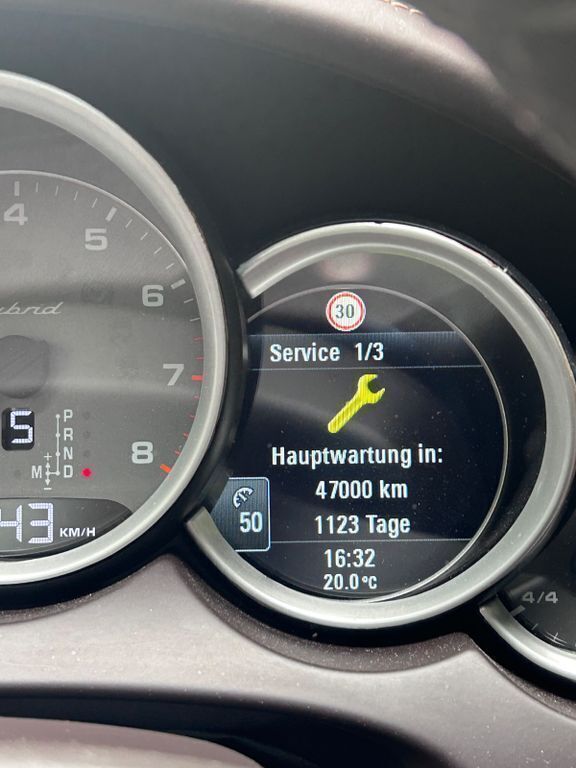 4
5
6
7
8
5
P
R
N
M D
+
-
43 KM/H
30
Service 1/3
Hauptwartung in:
47000 km
1123 Tage
50
16:32
20.0°C
4/4